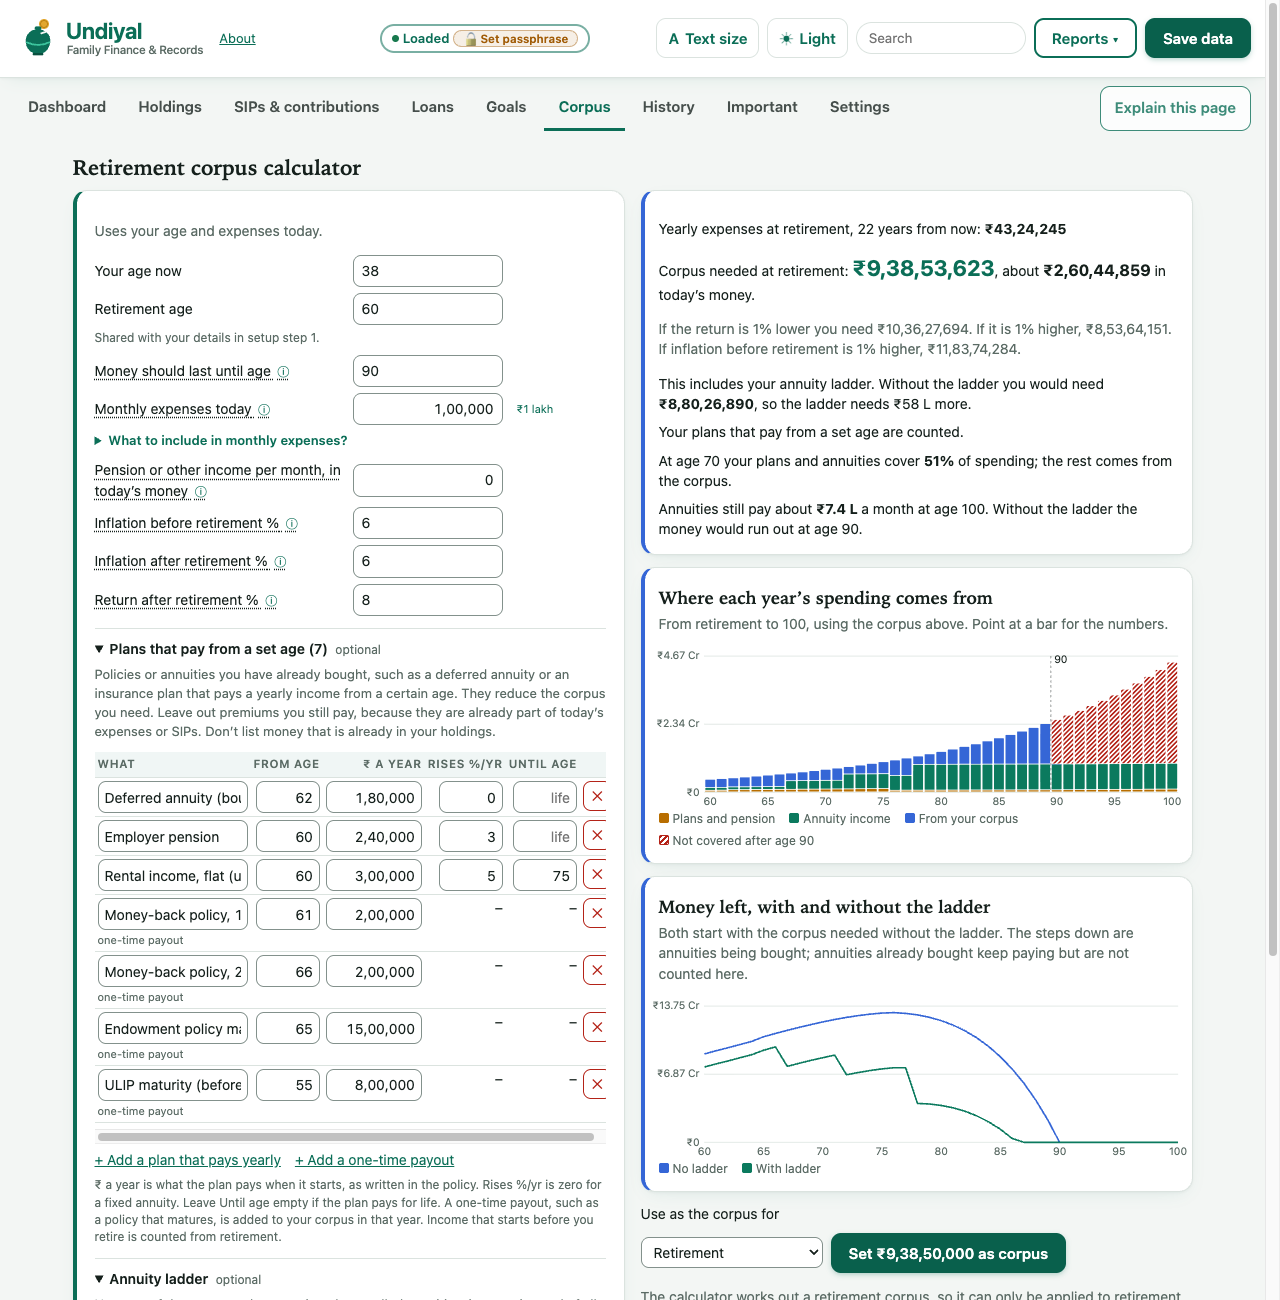 Undiyal
Family Finance & Records
About
Loaded
Set passphrase
A Text size
Light
Search
Reports ▾
Save data
Dashboard
Holdings
SIPs & contributions
Loans
Goals
Corpus
History
Important
Settings
Explain this page
Retirement corpus calculator
Uses your age and expenses today.
Your age now
38
Retirement age
60
Shared with your details in setup step 1.
Money should last until age ⓘ
90
Monthly expenses today ⓘ
1,00,000
₹1 lakh
▶ What to include in monthly expenses?
Pension or other income per month, in
today's money ⓘ
0
Inflation before retirement % ⓘ
6
Inflation after retirement % ⓘ
6
Return after retirement % ⓘ
8
▼ Plans that pay from a set age (7) optional
Policies or annuities you have already bought, such as a deferred annuity or an
insurance plan that pays a yearly income from a certain age. They reduce the corpus
you need. Leave out premiums you still pay, because they are already part of today's
expenses or SIPs. Don't list money that is already in your holdings.
WHAT FROM AGE ₹ A YEAR RISES %/YR UNTIL AGE
Deferred annuity (bou 62 1,80,000 0 life
Employer pension 60 2,40,000 3 life
Rental income, flat (u 60 3,00,000 5 75
Money-back policy, 1 61 2,00,000 – –
one-time payout
Money-back policy, 2 66 2,00,000 – –
one-time payout
Endowment policy ma 65 15,00,000 – –
one-time payout
ULIP maturity (before 55 8,00,000 – –
one-time payout
+ Add a plan that pays yearly
+ Add a one-time payout
₹ a year is what the plan pays when it starts, as written in the policy. Rises %/yr is zero for
a fixed annuity. Leave Until age empty if the plan pays for life. A one-time payout, such as
a policy that matures, is added to your corpus in that year. Income that starts before you
retire is counted from retirement.
▼ Annuity ladder optional
Yearly expenses at retirement, 22 years from now: ₹43,24,245
Corpus needed at retirement: ₹9,38,53,623, about ₹2,60,44,859 in
today's money.
If the return is 1% lower you need ₹10,36,27,694. If it is 1% higher, ₹8,53,64,151.
If inflation before retirement is 1% higher, ₹11,83,74,284.
This includes your annuity ladder. Without the ladder you would need
₹8,80,26,890, so the ladder needs ₹58 L more.
Your plans that pay from a set age are counted.
At age 70 your plans and annuities cover 51% of spending; the rest comes from
the corpus.
Annuities still pay about ₹7.4 L a month at age 100. Without the ladder the
money would run out at age 90.
Where each year's spending comes from
From retirement to 100, using the corpus above. Point at a bar for the numbers.
₹4.67 Cr
90
₹2.34 Cr
₹0
60 65 70 75 80 85 90 95 100
Plans and pension
Annuity income
From your corpus
Not covered after age 90
Money left, with and without the ladder
Both start with the corpus needed without the ladder. The steps down are
annuities being bought; annuities already bought keep paying but are not
counted here.
₹13.75 Cr
₹6.87 Cr
₹0
60 65 70 75 80 85 90 95 100
No ladder
With ladder
Use as the corpus for
Retirement
Set ₹9,38,50,000 as corpus
The calculator works out a retirement corpus, so it can only be applied to retirement